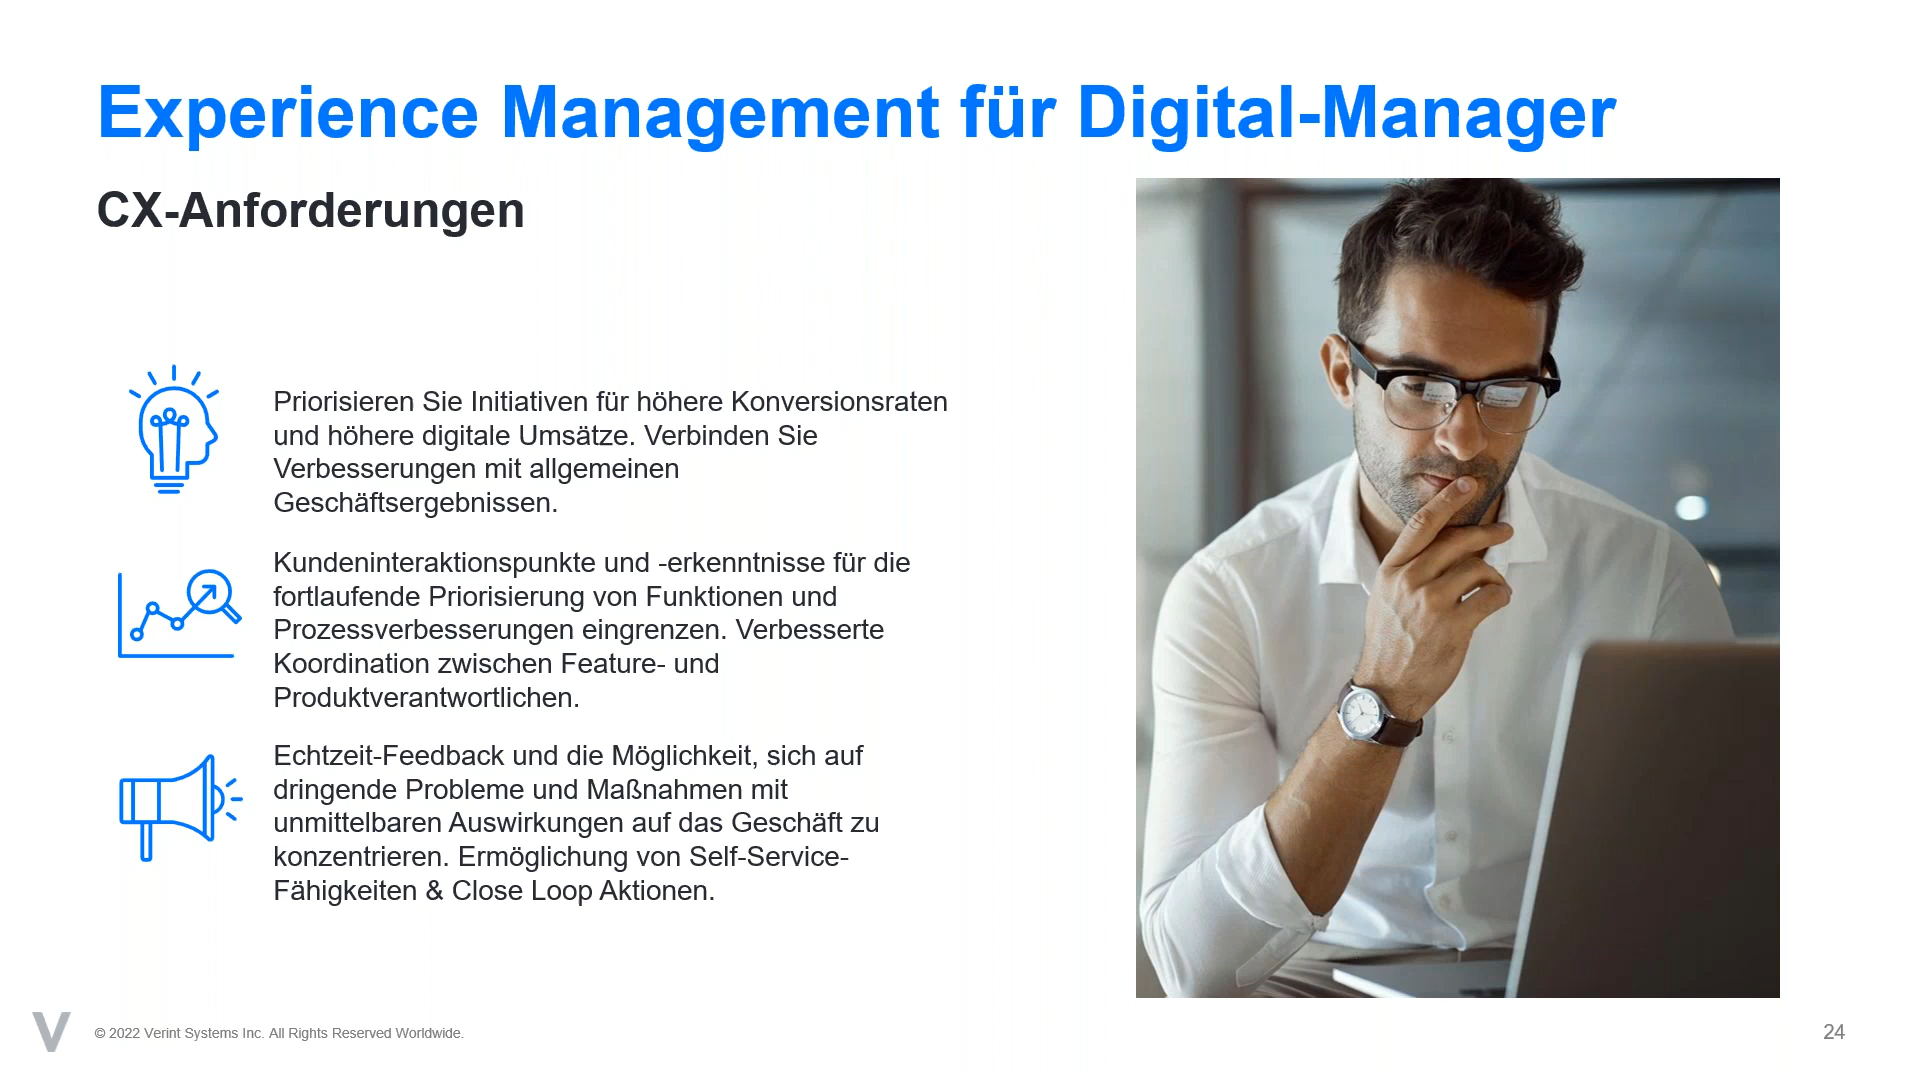 Experience Management für Digital-Manager
CX-Anforderungen
Priorisieren Sie Initiativen für höhere Konversionsraten
und höhere digitale Umsätze. Verbinden Sie
Verbesserungen mit allgemeinen
Geschäftsergebnissen.
Kundeninteraktionspunkte und -erkenntnisse für die
fortlaufende Priorisierung von Funktionen und
Prozessverbesserungen eingrenzen. Verbesserte
Koordination zwischen Feature- und
Produktverantwortlichen.
Echtzeit-Feedback und die Möglichkeit, sich auf
dringende Probleme und Maßnahmen mit
unmittelbaren Auswirkungen auf das Geschäft zu
konzentrieren. Ermöglichung von Self-Service-
Fähigkeiten & Close Loop Aktionen.
© 2022 Verint Systems Inc. All Rights Reserved Worldwide.
24